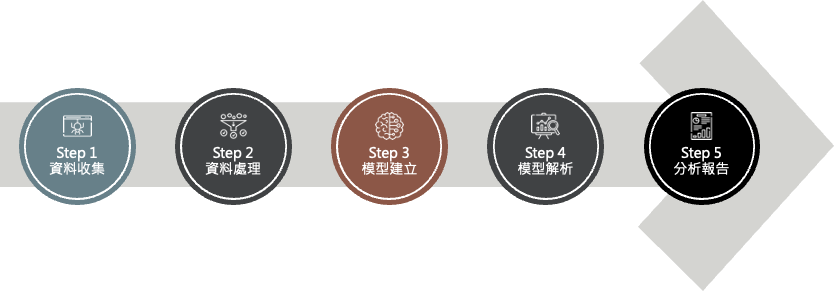 Step 1
資料收集
Step 2
資料處理
Step 3
模型建立
Step 4
模型解析
Step 5
分析報告